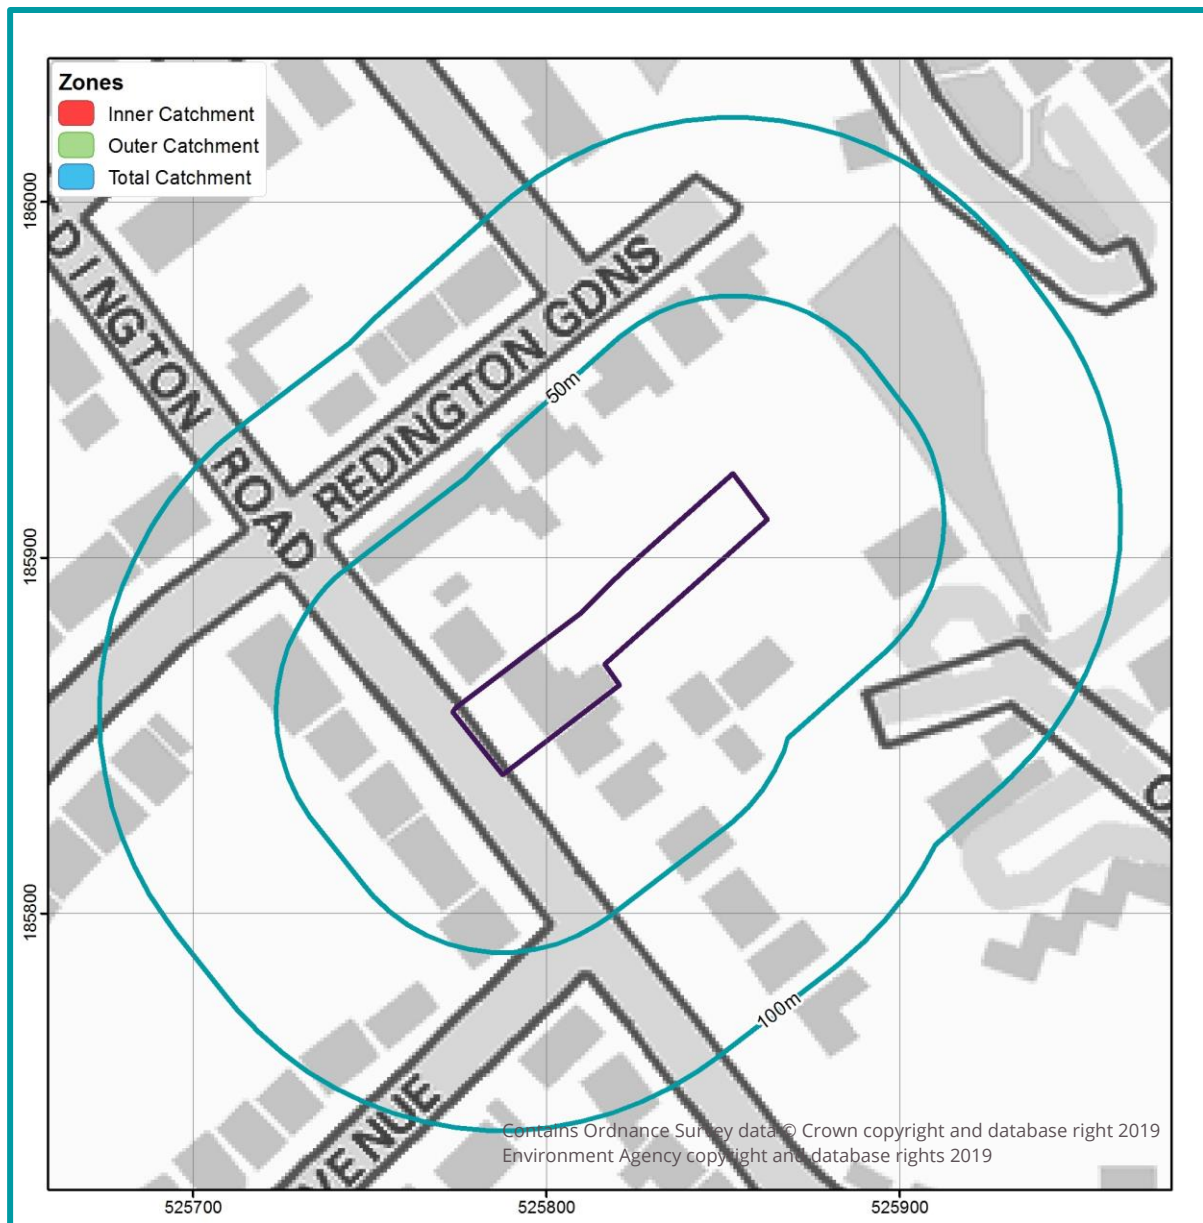 Zones
Inner Catchment
Outer Catchment
Total Catchment
186000
185900
185800
DINGTON ROAD
REDINGTON GDNS
50m
100m
VENUE
C
Contains Ordnance Survey data © Crown copyright and database right 2019
Environment Agency copyright and database rights 2019
525700
525800
525900